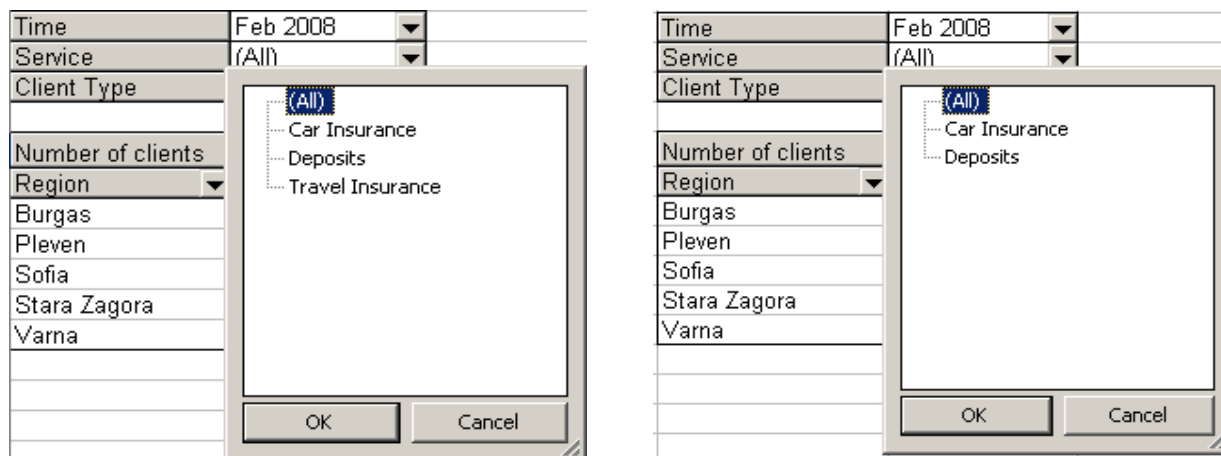 Time Feb 2008
Service (All)
Client Type
(All)
Car Insurance
Deposits
Travel Insurance
Number of clients
Region
Burgas
Pleven
Sofia
Stara Zagora
Varna
OK Cancel
Time Feb 2008
Service (All)
Client Type
(All)
Car Insurance
Deposits
Number of clients
Region
Burgas
Pleven
Sofia
Stara Zagora
Varna
OK Cancel